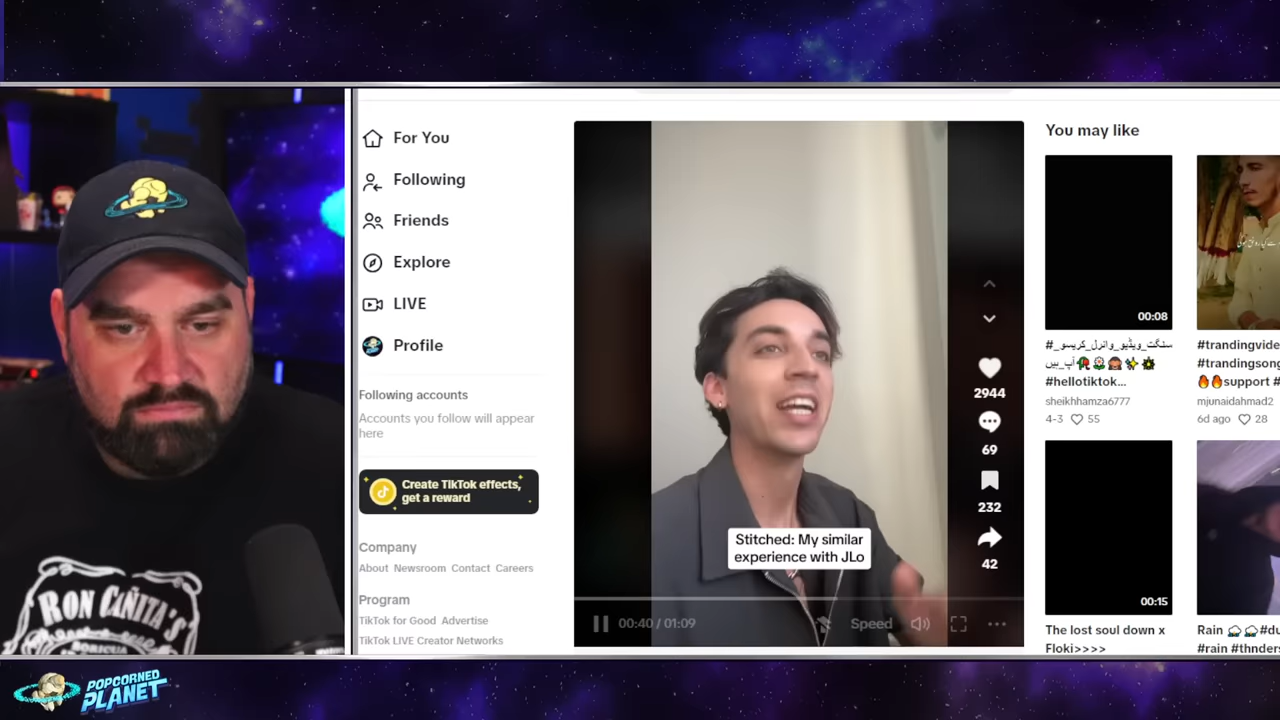 For You
Following
Friends
Explore
LIVE
Profile
Following accounts
Accounts you follow will appear
here
Create TikTok effects,
get a reward
Company
About Newsroom Contact Careers
Program
TikTok for Good Advertise
TikTok LIVE Creator Networks
RON CAÑITA'S
Stitched: My similar
experience with JLo
00:40 / 01:09
Speed
2944
69
232
42
You may like
00:08
#hellotiktok...
sheikhhamza6777
4-3 55
#trandingvide
#trandingsong
support #
mjunaidahmad2
6d ago 28
00:15
The lost soul down x
Floki>>>>
Rain #du
#rain #thnders
POPCORNED
PLANET